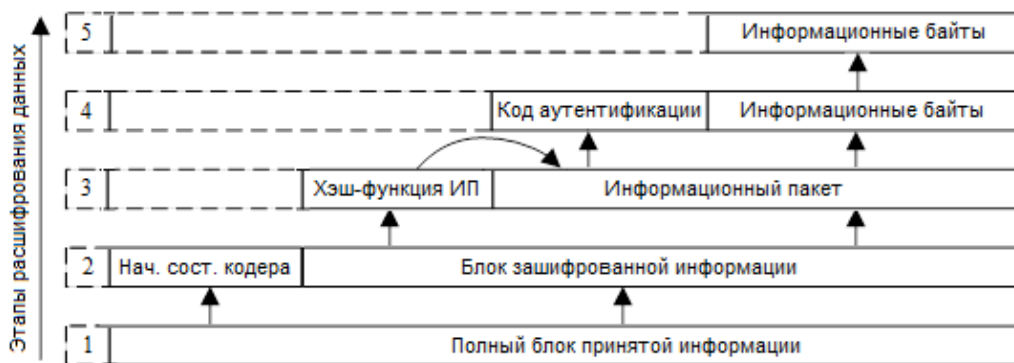 Этапы расшифрования данных
5 Информационные байты
4 Код аутентификации Информационные байты
3 Хэш-функция ИП Информационный пакет
2 Нач. сост. кодера Блок зашифрованной информации
1 Полный блок принятой информации